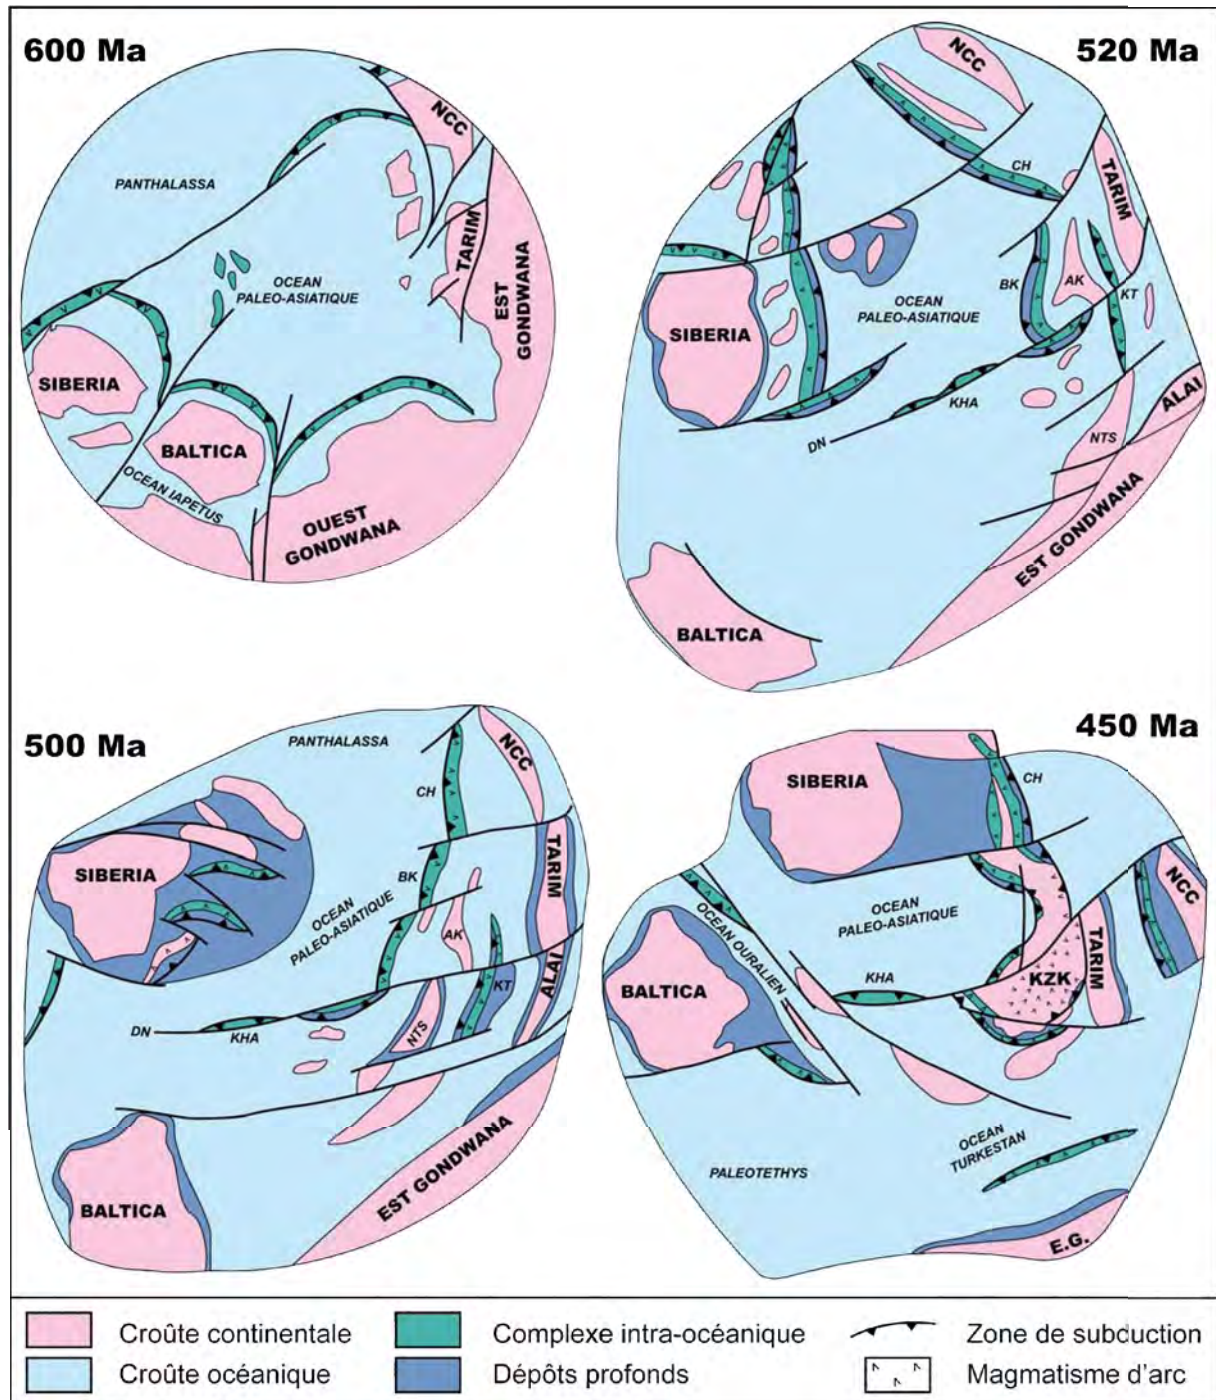 600 Ma
NCC
PANTHALASSA
TARIM
OCEAN
PALEO-ASIATIQUE
EST
GONDWANA
SIBERIA
BALTICA
OCEAN IAPETUS
OUEST
GONDWANA
520 Ma
NCC
CH
TARIM
OCEAN
PALEO-ASIATIQUE
BK
AK
KT
SIBERIA
KHA
DN
ALAI
NTS
EST GONDWANA
BALTICA
500 Ma
PANTHALASSA
NCC
CH
TARIM
SIBERIA
BK
OCEAN
PALEO-ASIATIQUE
AK
ALAI
KT
DN
KHA
NTS
EST GONDWANA
BALTICA
450 Ma
SIBERIA
CH
NCC
OCEAN
PALEO-ASIATIQUE
OCEAN OURALIEN
TARIM
BALTICA
KHA
KZK
OCEAN
TURKESTAN
PALEOTETHYS
E.G.
Croûte continentale
Complexe intra-océanique
Zone de subduction
Croûte océanique
Dépôts profonds
Magmatisme d'arc